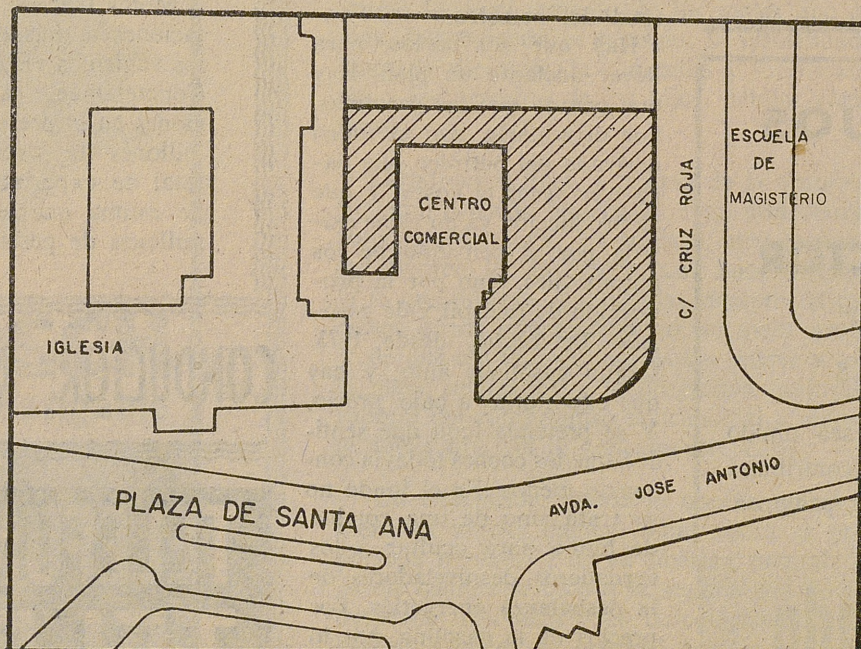 ESCUELA
DE
MAGISTERIO
C/ CRUZ ROJA
CENTRO
COMERCIAL
IGLESIA
PLAZA DE SANTA ANA
AVDA. JOSE ANTONIO